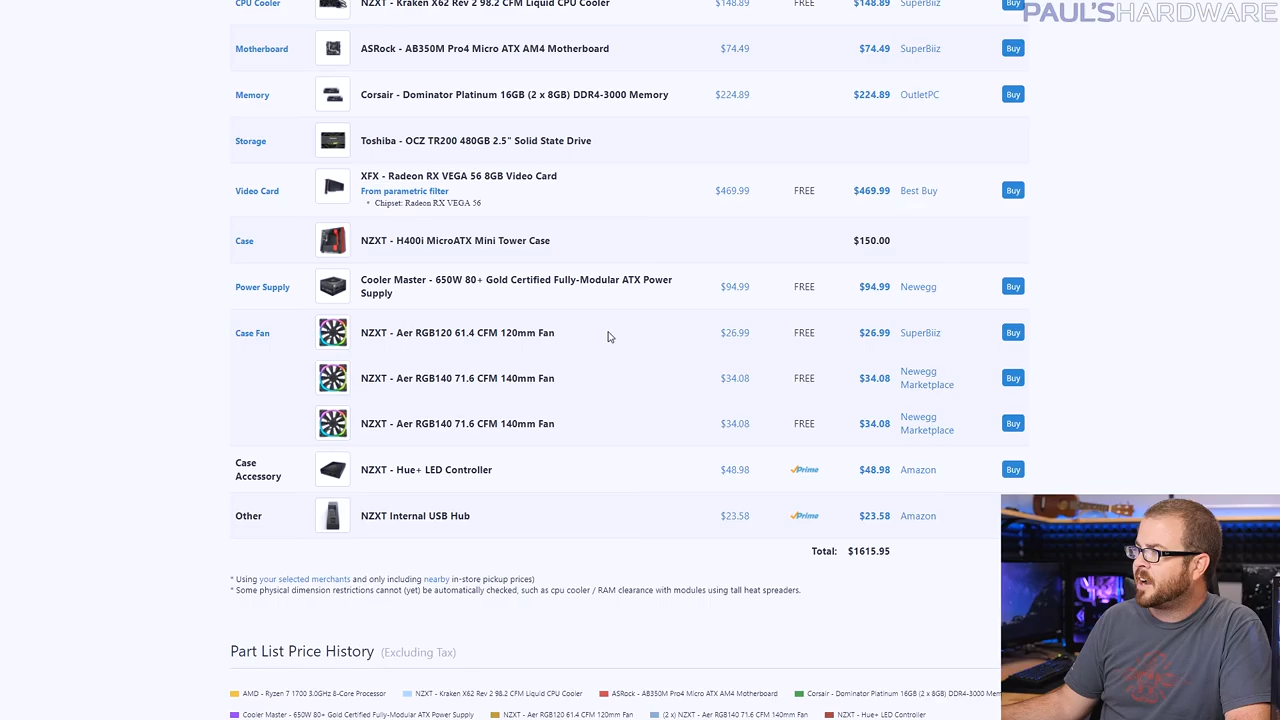 CPU Cooler NZXT - Kraken X62 Rev 2 98.2 CFM Liquid CPU Cooler $148.89 FREE $148.89 SuperBiiz Buy
PAUL'SHARDWARE
Motherboard ASRock - AB350M Pro4 Micro ATX AM4 Motherboard $74.49 $74.49 SuperBiiz Buy
Memory Corsair - Dominator Platinum 16GB (2 x 8GB) DDR4-3000 Memory $224.89 $224.89 OutletPC Buy
Storage Toshiba - OCZ TR200 480GB 2.5" Solid State Drive
XFX - Radeon RX VEGA 56 8GB Video Card
Video Card From parametric filter $469.99 FREE $469.99 Best Buy Buy
* Chipset: Radeon RX VEGA 56
Case NZXT - H400i MicroATX Mini Tower Case $150.00
Power Supply Cooler Master - 650W 80+ Gold Certified Fully-Modular ATX Power $94.99 FREE $94.99 Newegg Buy
Supply
Case Fan NZXT - Aer RGB120 61.4 CFM 120mm Fan $26.99 FREE $26.99 SuperBiiz Buy
NZXT - Aer RGB140 71.6 CFM 140mm Fan $34.08 FREE $34.08 Newegg Buy
Marketplace
NZXT - Aer RGB140 71.6 CFM 140mm Fan $34.08 FREE $34.08 Newegg Buy
Marketplace
Case NZXT - Hue+ LED Controller $48.98 Prime $48.98 Amazon Buy
Accessory
Other NZXT Internal USB Hub $23.58 Prime $23.58 Amazon
Total: $1615.95
* Using your selected merchants and only including nearby in-store pickup prices)
* Some physical dimension restrictions cannot (yet) be automatically checked, such as cpu cooler / RAM clearance with modules using tall heat spreaders.
Part List Price History (Excluding Tax)
AMD - Ryzen 7 1700 3.0GHz 8-Core Processor NZXT - Kraken X62 Rev 2 98.2 CFM Liquid CPU Cooler ASRock - AB350M Pro4 Micro ATX AM4 Motherboard Corsair - Dominator Platinum 16GB (2 x 8GB) DDR4-3000 Mem
Cooler Master - 650W 80+ Gold Certified Fully-Modular ATX Power Supply NZXT - Aer RGB120 61.4 CFM 120mm Fan (2 x) NZXT - Aer RGB140 71.6 CFM 140mm Fan NZXT - Hue+ LED Controller